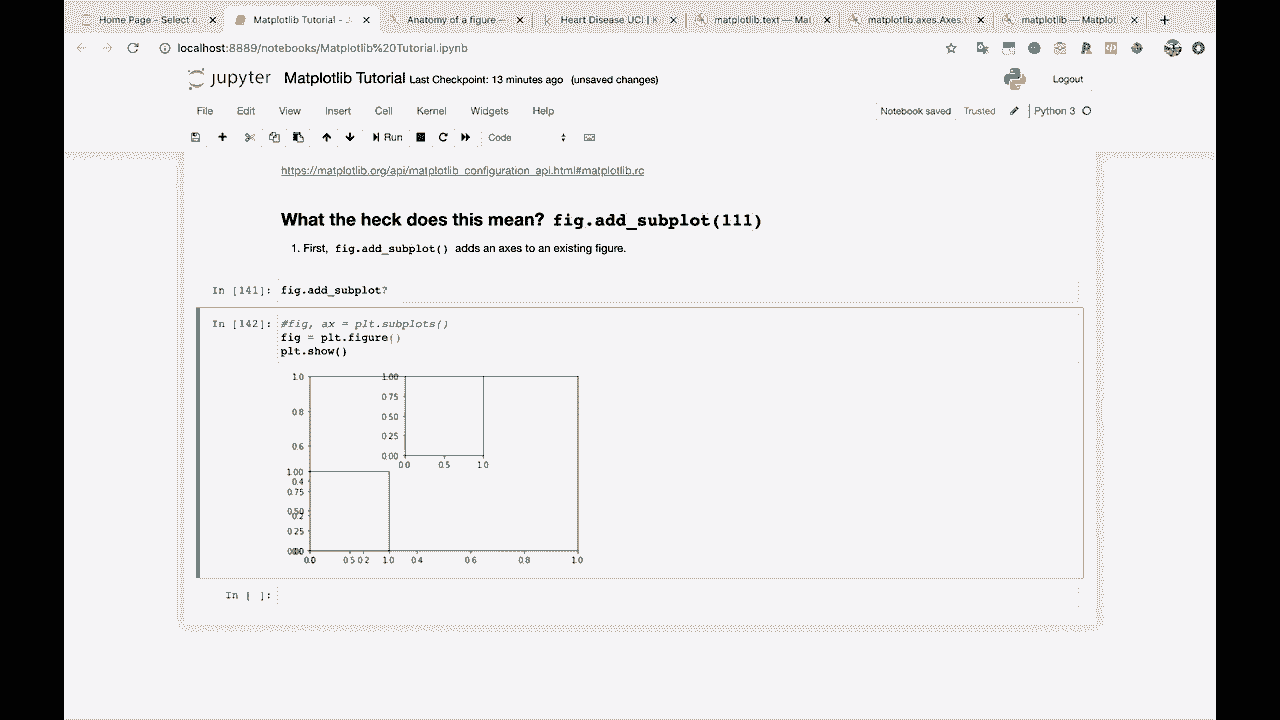 Home Page - Select c
Matplotlib Tutorial - J
Anatomy of a figure —
Heart Disease UCI | K
matplotlib.text — Mat
matplotlib.axes.Axes.
matplotlib — Matplot
localhost:8889/notebooks/Matplotlib%20Tutorial.ipynb
jupyter Matplotlib Tutorial Last Checkpoint: 13 minutes ago (unsaved changes)
Logout
File Edit View Insert Cell Kernel Widgets Help
Notebook saved Trusted Python 3
Run Code
https://matplotlib.org/api/matplotlib_configuration_api.html#matplotlib.rc
What the heck does this mean? fig.add_subplot(111)
1. First, fig.add_subplot() adds an axes to an existing figure.
In [141]: fig.add_subplot?
In [142]: #fig, ax = plt.subplots()
fig = plt.figure()
plt.show()
1.0 1.00
0.75
0.8
0.50
0.25
0.6
0.00
0.0 0.5 1.0
1.00
0.4
0.75
0.50
0.2
0.25
0.0 0.5 0.2 1.0 0.4 0.6 0.8 1.0
In [ ]: